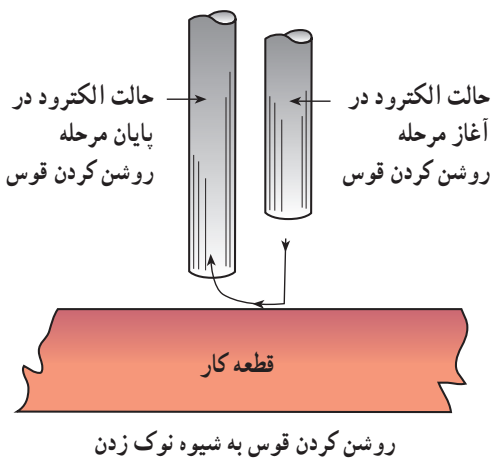 حالت الکترود در
آغاز مرحله
روشن کردن قوس
حالت الکترود در
پایان مرحله
روشن کردن قوس
قطعه کار
روشن کردن قوس به شیوه نوک زدن